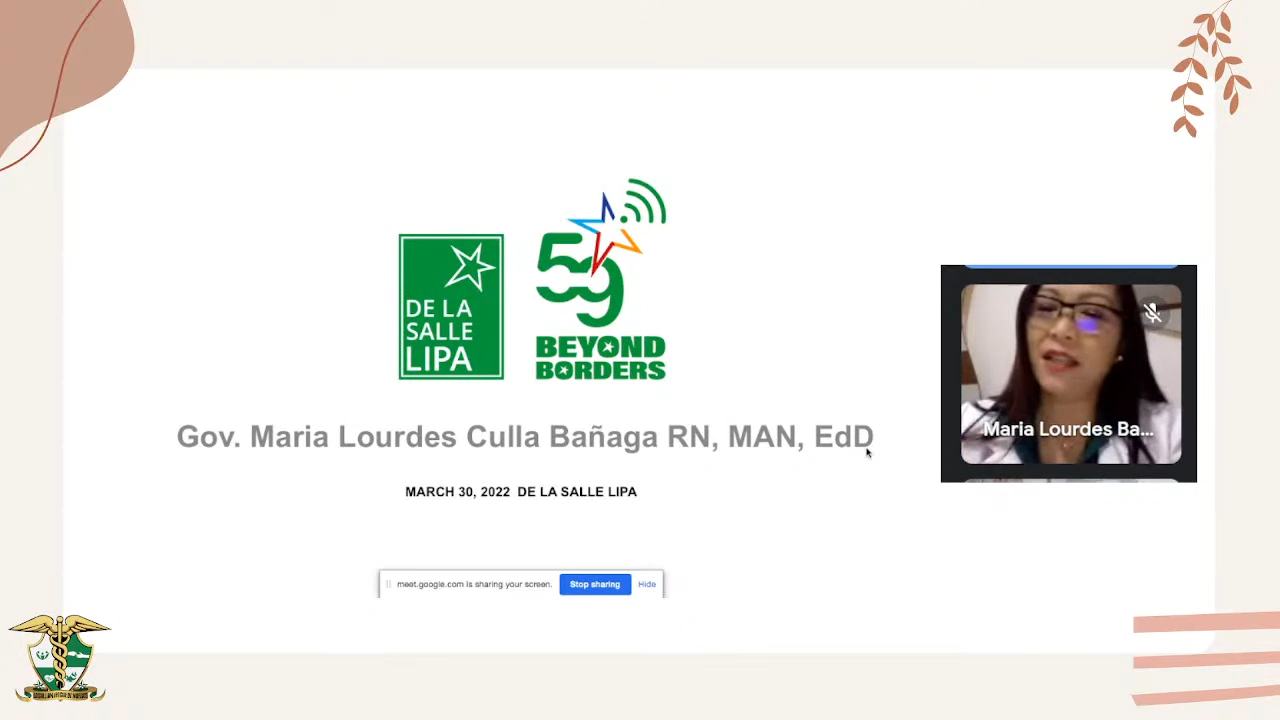 DE LA
SALLE
LIPA
59
BEYOND
BORDERS
Gov. Maria Lourdes Culla Bañaga RN, MAN, EdD
MARCH 30, 2022 DE LA SALLE LIPA
Maria Lourdes Ba...
meet.google.com is sharing your screen. Stop sharing Hide